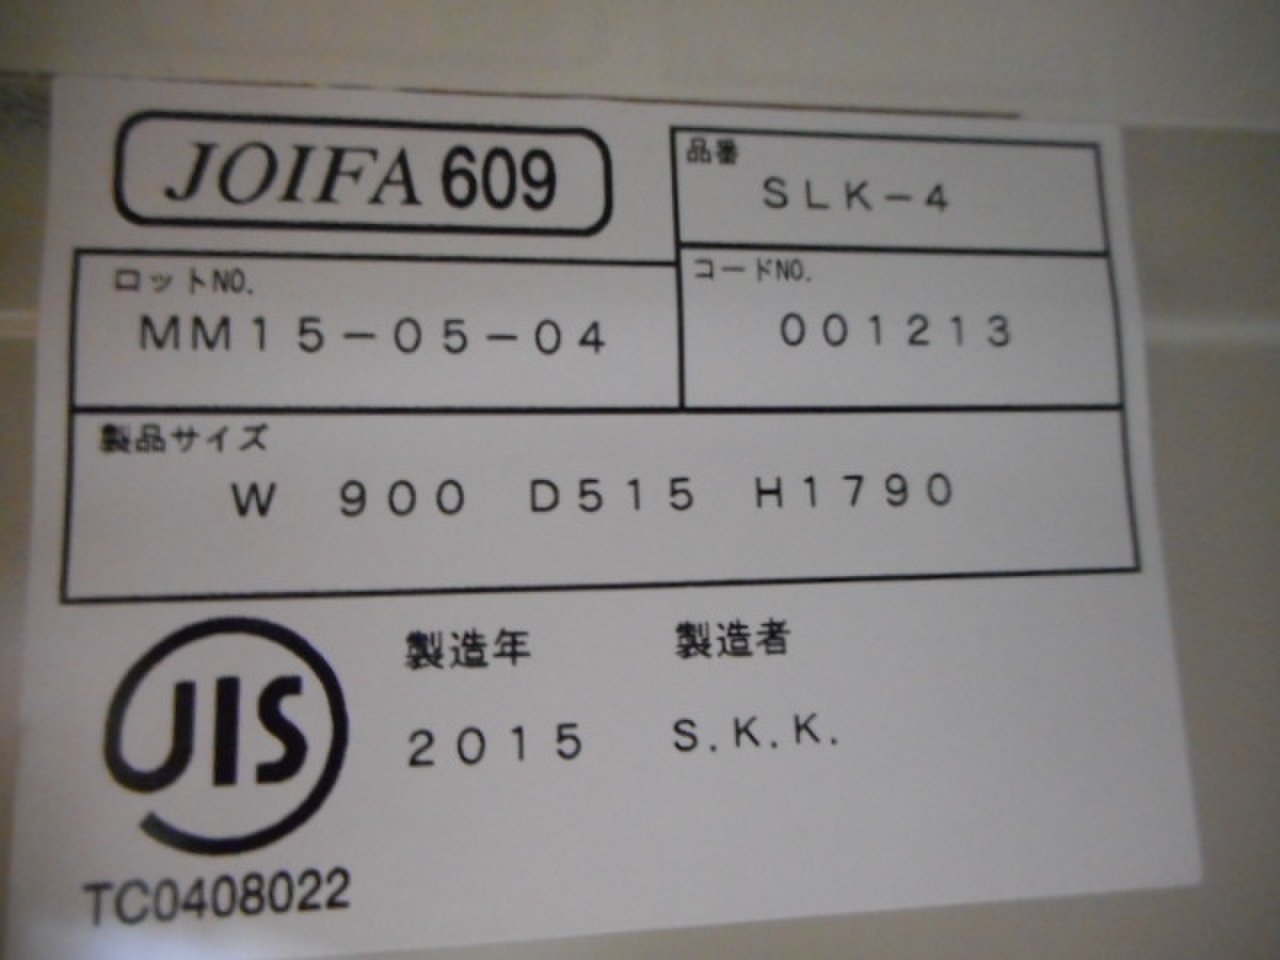 JOIFA 609
品番
SLK-4
ロットNO.
MM15-05-04
コードNO.
001213
製品サイズ
W 900 D515 H1790
JIS
製造年
製造者
2015
S.K.K.
TC0408022